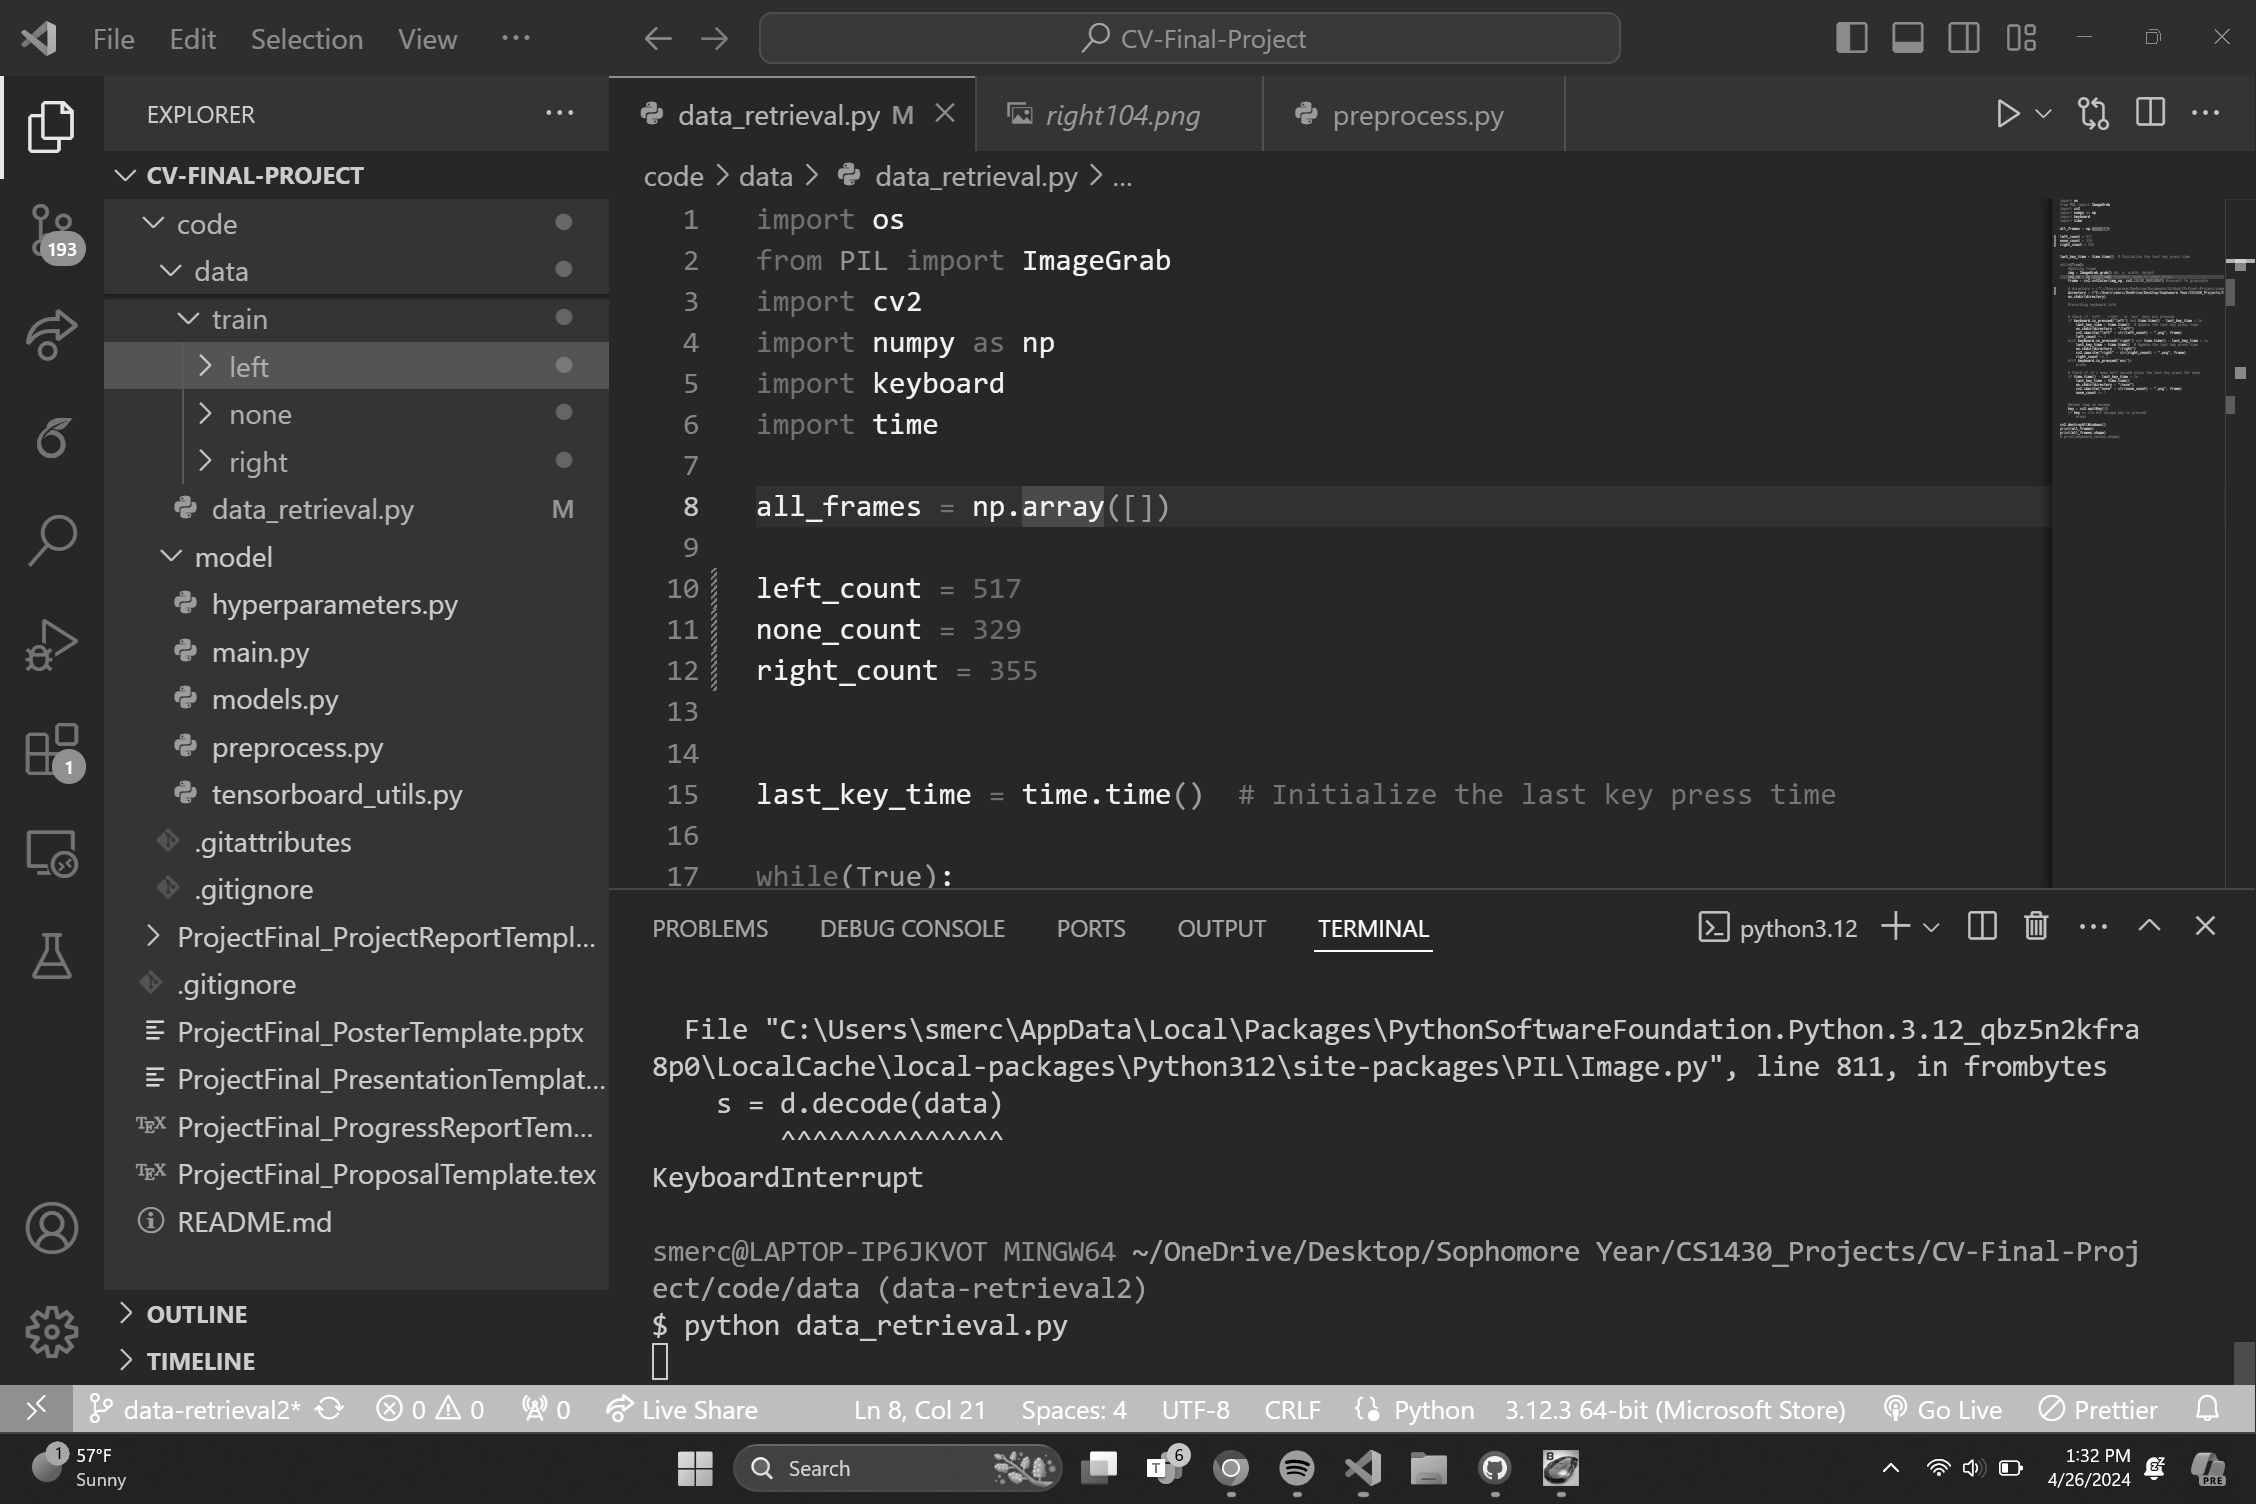 File Edit Selection View ...
CV-Final-Project
EXPLORER ...
data_retrieval.py M
right104.png
preprocess.py
...
CV-FINAL-PROJECT
code > data > data_retrieval.py > ...
193
1
code
data
train
left
none
right
data_retrieval.py M
model
hyperparameters.py
main.py
models.py
preprocess.py
tensorboard_utils.py
.gitattributes
.gitignore
ProjectFinal_ProjectReportTempl...
.gitignore
ProjectFinal_PosterTemplate.pptx
ProjectFinal_PresentationTemplat...
TEX ProjectFinal_ProgressReportTem...
TEX ProjectFinal_ProposalTemplate.tex
README.md
OUTLINE
TIMELINE
1 import os
2 from PIL import ImageGrab
3 import cv2
4 import numpy as np
5 import keyboard
6 import time
7
8 all_frames = np.array([])
9
10 left_count = 517
11 none_count = 329
12 right_count = 355
13
14
15 last_key_time = time.time() # Initialize the last key press time
16
17 while(True):
PROBLEMS DEBUG CONSOLE PORTS OUTPUT TERMINAL
python3.12 ...
File "C:\Users\smerc\AppData\Local\Packages\PythonSoftwareFoundation.Python.3.12_qbz5n2kfra
8p0\LocalCache\local-packages\Python312\site-packages\PIL\Image.py", line 811, in frombytes
s = d.decode(data)
^^^^^^^^^^^^^^
KeyboardInterrupt
smerc@LAPTOP-IP6JKVOT MINGW64 ~/OneDrive/Desktop/Sophomore Year/CS1430_Projects/CV-Final-Proj
ect/code/data (data-retrieval2)
$ python data_retrieval.py
data-retrieval2* 0 0 0 Live Share Ln 8, Col 21 Spaces: 4 UTF-8 CRLF Python 3.12.3 64-bit (Microsoft Store) Go Live Prettier
1
57°F
Sunny
Search
T
6
1:32 PM
4/26/2024
PRE